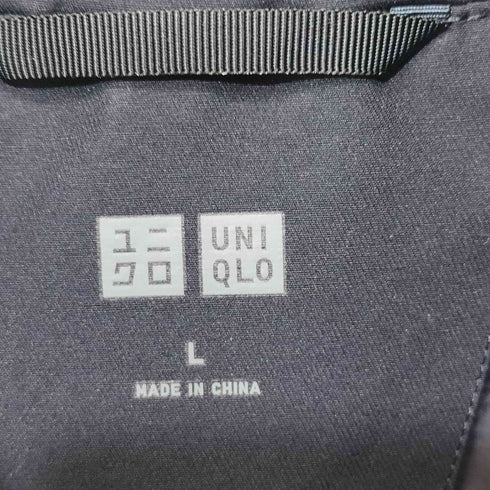 ユニ UNI
クロ QLO
L
MADE IN CHINA